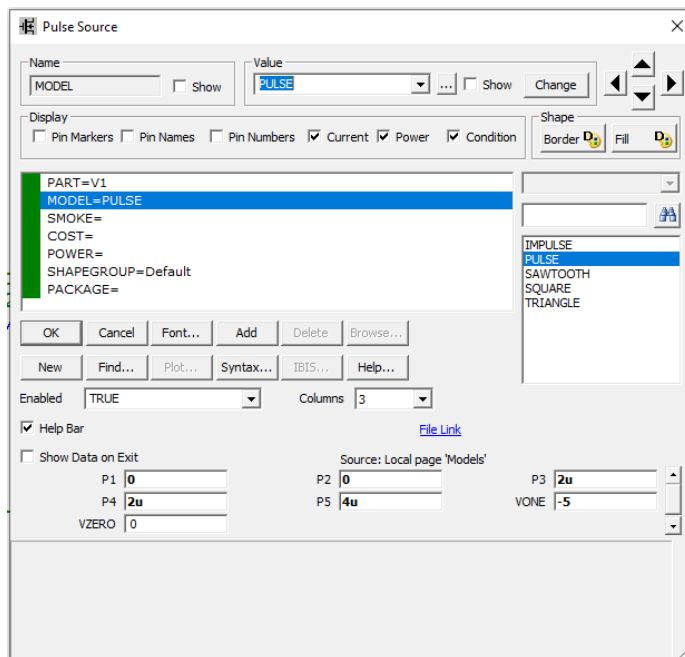 Pulse Source
Name
MODEL
Show
Value
PULSE
...
Show
Change
Display
Pin Markers
Pin Names
Pin Numbers
Current
Power
Condition
Shape
Border
Fill
PART=V1
MODEL=PULSE
SMOKE=
COST=
POWER=
SHAPEGROUP=Default
PACKAGE=
IMPULSE
PULSE
SAWTOOTH
SQUARE
TRIANGLE
OK
Cancel
Font...
Add
Delete
Browse...
New
Find...
Plot...
Syntax...
IBIS...
Help...
Enabled
TRUE
Columns
3
Help Bar
File Link
Show Data on Exit
Source: Local page 'Models'
P1 0
P2 0
P3 2u
P4 2u
P5 4u
VONE -5
VZERO 0